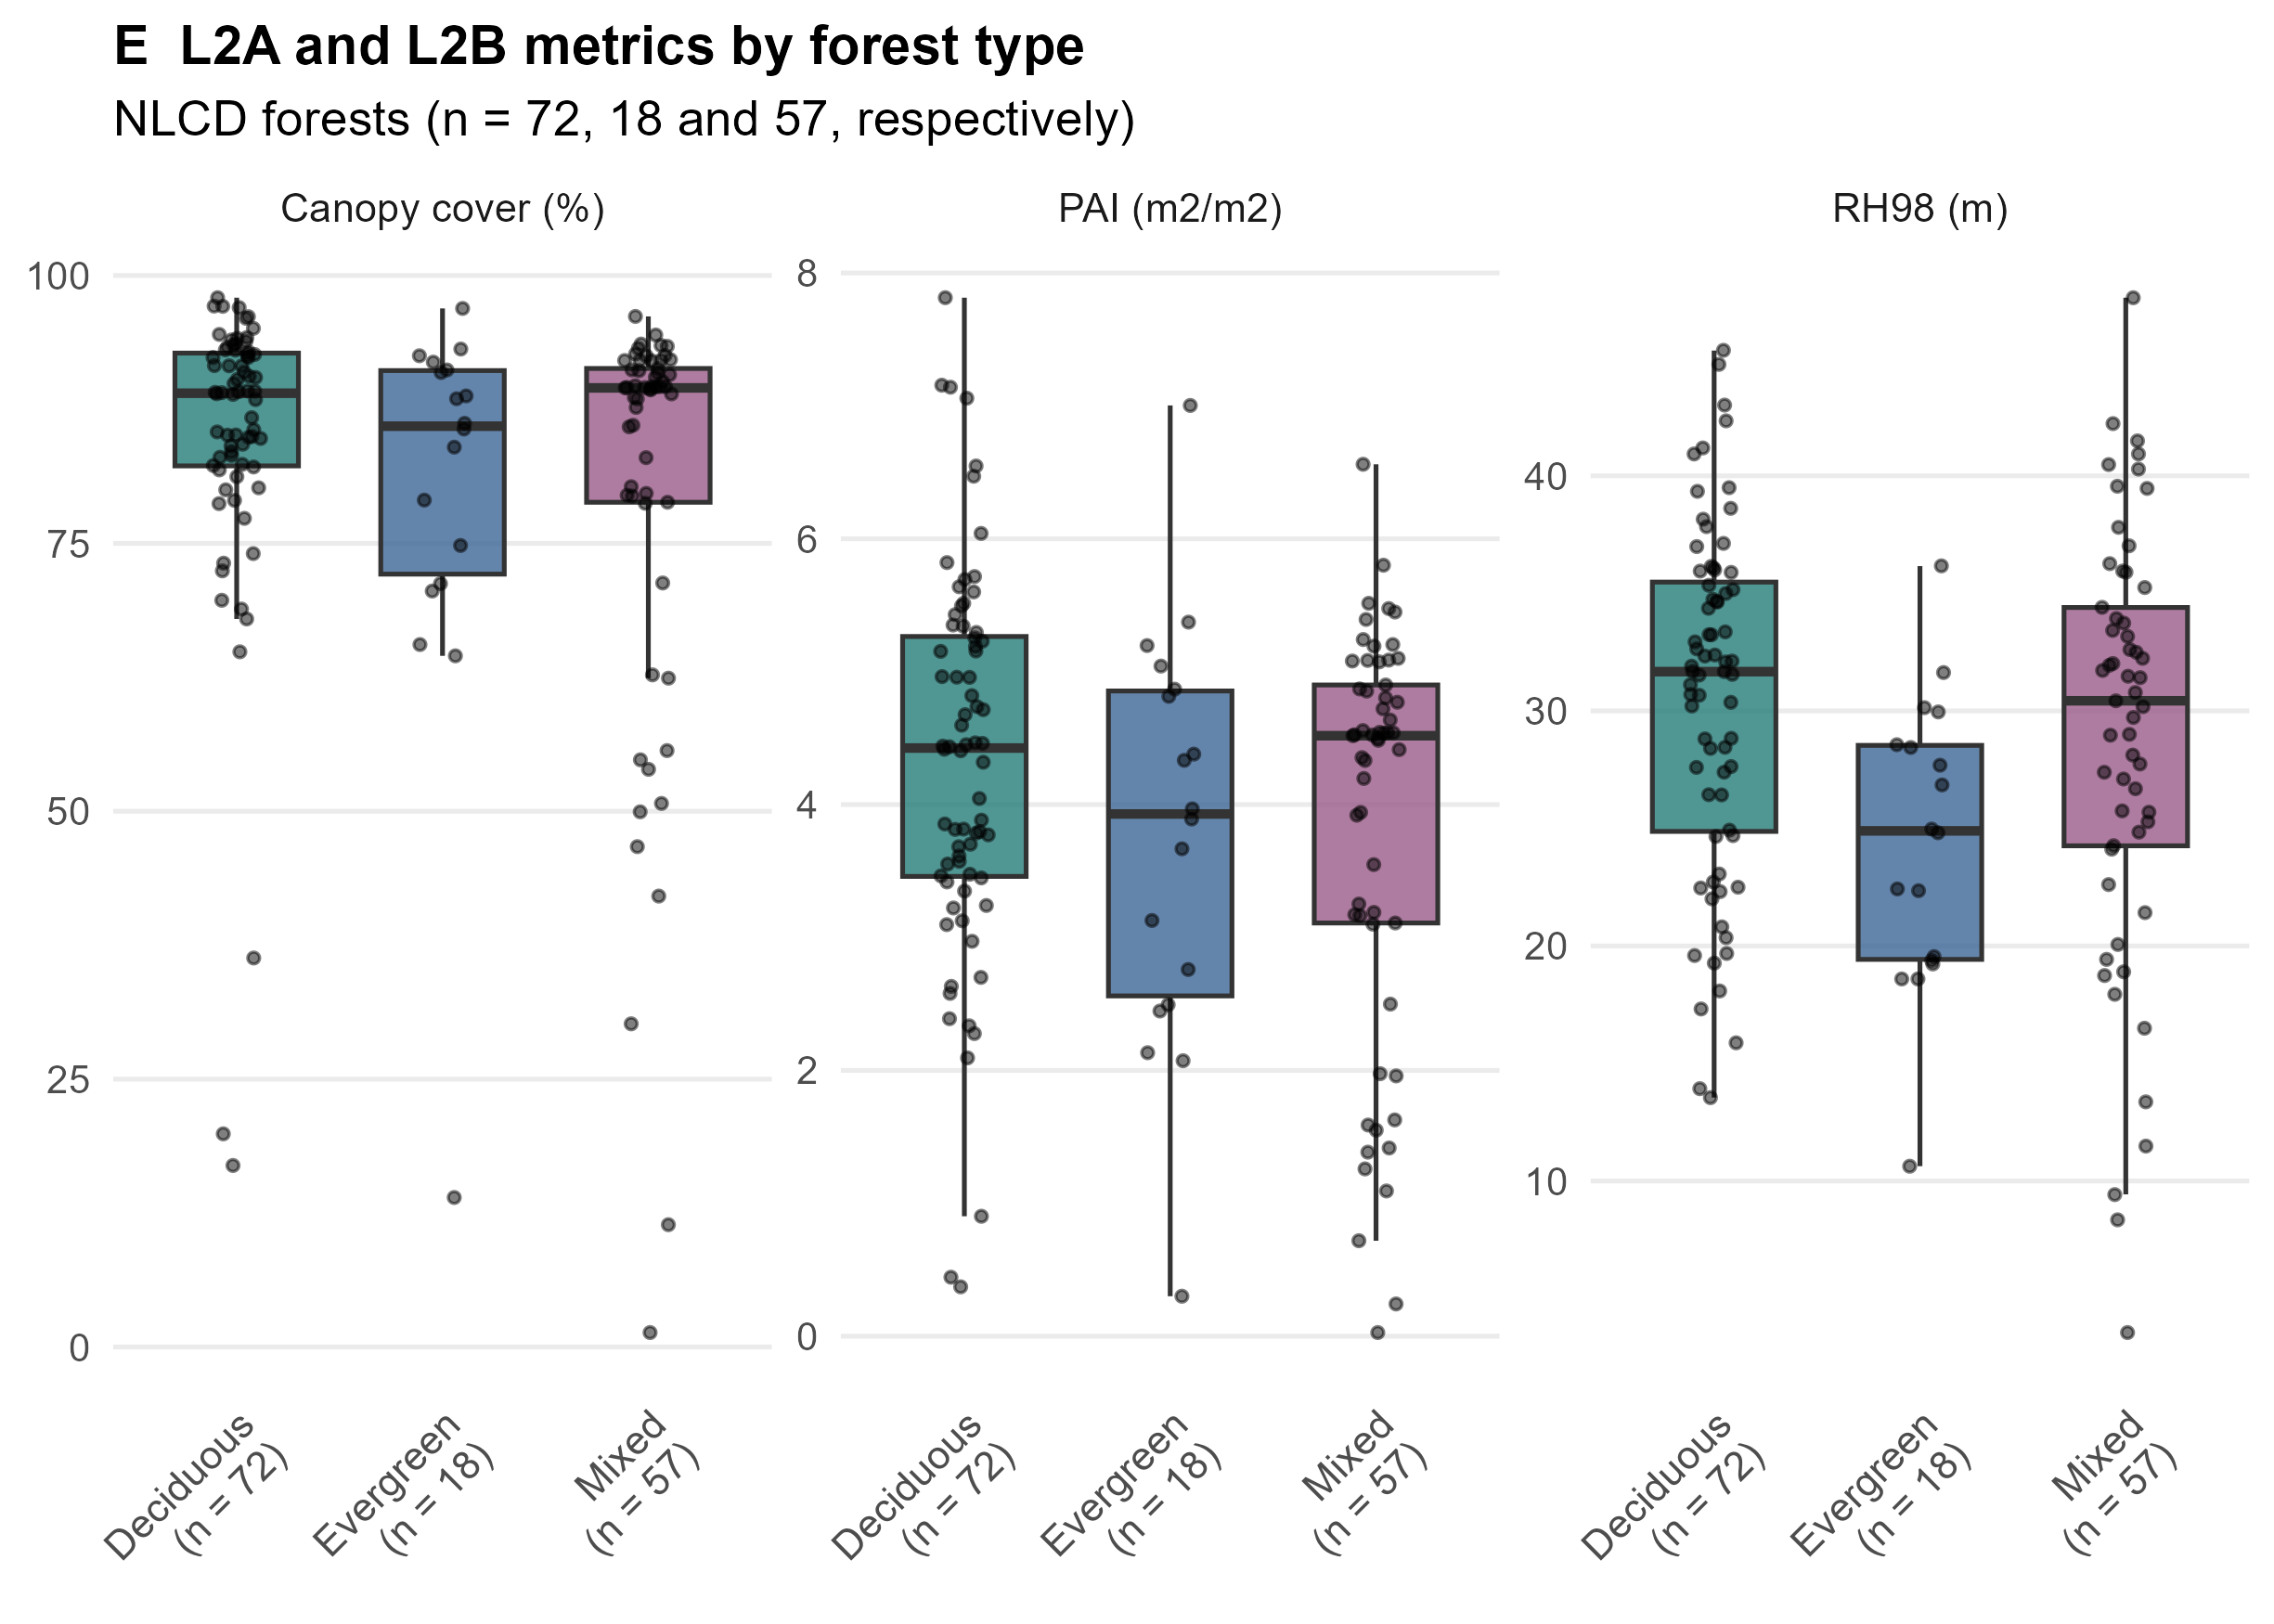 E  L2A and L2B metrics by forest type
NLCD forests (n = 72, 18 and 57, respectively)
Canopy cover (%)
100
75
50
25
0
Deciduous
(n = 72)
Evergreen
(n = 18)
Mixed
(n = 57)
PAI (m2/m2)
8
6
4
2
0
Deciduous
(n = 72)
Evergreen
(n = 18)
Mixed
(n = 57)
RH98 (m)
40
30
20
10
Deciduous
(n = 72)
Evergreen
(n = 18)
Mixed
(n = 57)